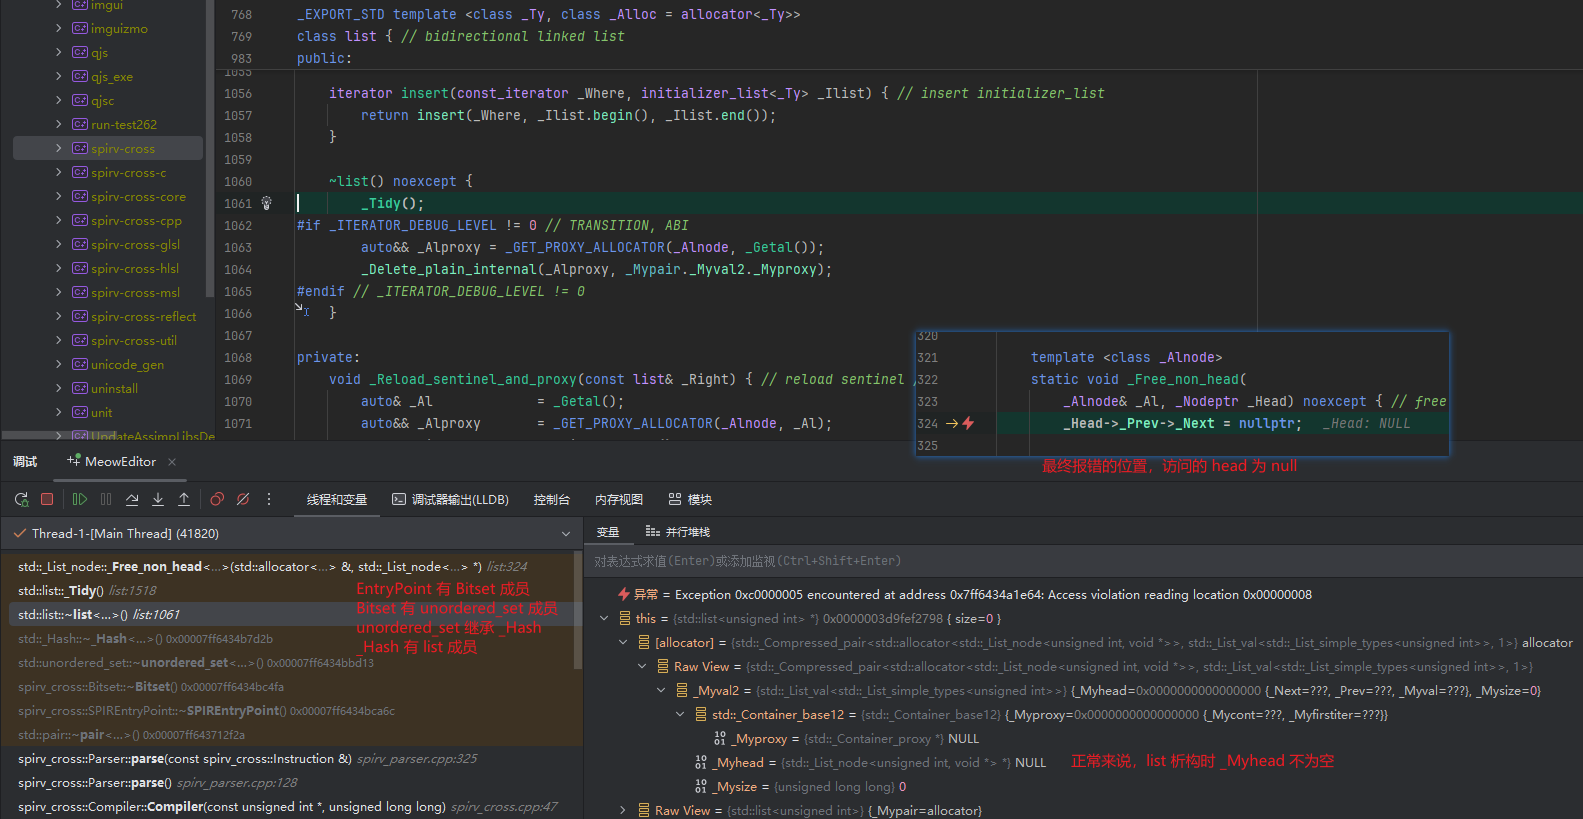 imgui
imguizmo
qjs
qjs_exe
qjsc
run-test262
spirv-cross
spirv-cross-c
spirv-cross-core
spirv-cross-cpp
spirv-cross-glsl
spirv-cross-hlsl
spirv-cross-msl
spirv-cross-reflect
spirv-cross-util
unicode_gen
uninstall
unit
UpdateAssimpLibsDe
768 _EXPORT_STD template <class _Ty, class _Alloc = allocator<_Ty>>
769 class list { // bidirectional linked list
983 public:
1055
1056 iterator insert(const_iterator _Where, initializer_list<_Ty> _Ilist) { // insert initializer_list
1057 return insert(_Where, _Ilist.begin(), _Ilist.end());
1058 }
1059
1060 ~list() noexcept {
1061 _Tidy();
1062 #if _ITERATOR_DEBUG_LEVEL != 0 // TRANSITION, ABI
1063 auto&& _Alproxy = _GET_PROXY_ALLOCATOR(_Alnode, _Getal());
1064 _Delete_plain_internal(_Alproxy, _Mypair._Myval2._Myproxy);
1065 #endif // _ITERATOR_DEBUG_LEVEL != 0
1066 }
1067
1068 private:
1069 void _Reload_sentinel_and_proxy(const list& _Right) { // reload sentinel /
1070 auto& _Al = _Getal();
1071 auto&& _Alproxy = _GET_PROXY_ALLOCATOR(_Alnode, _Al);
320
321 template <class _Alnode>
322 static void _Free_non_head(
323 _Alnode& _Al, _Nodeptr _Head) noexcept { // free
324 _Head->_Prev->_Next = nullptr; _Head: NULL
325
最终报错的位置，访问的 head 为 null
调试 MeowEditor
线程和变量 调试器输出(LLDB) 控制台 内存视图 模块
Thread-1-[Main Thread] (41820)
std::_List_node::_Free_non_head<...>(std::allocator<...> &, std::_List_node<...> *) list:324
std::list::_Tidy() list:1518
std::list::~list<...>() list:1061
std::_Hash::~_Hash<...>() 0x00007ff6434b7d2b
std::unordered_set::~unordered_set<...>() 0x00007ff6434bbd13
spirv_cross::Bitset::~Bitset() 0x00007ff6434bc4fa
spirv_cross::SPIREntryPoint::~SPIREntryPoint() 0x00007ff6434bca6c
std::pair::~pair<...>() 0x00007ff643712f2a
spirv_cross::Parser::parse(const spirv_cross::Instruction &) spirv_parser.cpp:325
spirv_cross::Parser::parse() spirv_parser.cpp:128
spirv_cross::Compiler::Compiler(const unsigned int *, unsigned long long) spirv_cross.cpp:47
EntryPoint 有 Bitset 成员
Bitset 有 unordered_set 成员
unordered_set 继承 _Hash
_Hash 有 list 成员
变量 并行堆栈
对表达式求值(Enter)或添加监视(Ctrl+Shift+Enter)
异常 = Exception 0xc0000005 encountered at address 0x7ff6434a1e64: Access violation reading location 0x00000008
this = {std::list<unsigned int> *} 0x0000003d9fef2798 { size=0 }
[allocator] = {std::_Compressed_pair<std::allocator<std::_List_node<unsigned int, void *>>, std::_List_val<std::_List_simple_types<unsigned int>>, 1>} allocator
Raw View = {std::_Compressed_pair<std::allocator<std::_List_node<unsigned int, void *>>, std::_List_val<std::_List_simple_types<unsigned int>>, 1>}
_Myval2 = {std::_List_val<std::_List_simple_types<unsigned int>>} {_Myhead=0x0000000000000000 {_Next=???, _Prev=???, _Myval=???}, _Mysize=0}
std::_Container_base12 = {std::_Container_base12} {_Myproxy=0x0000000000000000 {_Mycont=???, _Myfirstiter=???}}
_Myproxy = {std::_Container_proxy *} NULL
_Myhead = {std::_List_node<unsigned int, void *> *} NULL
正常来说，list 析构时 _Myhead 不为空
_Mysize = {unsigned long long} 0
Raw View = {std::list<unsigned int>} {_Mypair=allocator}